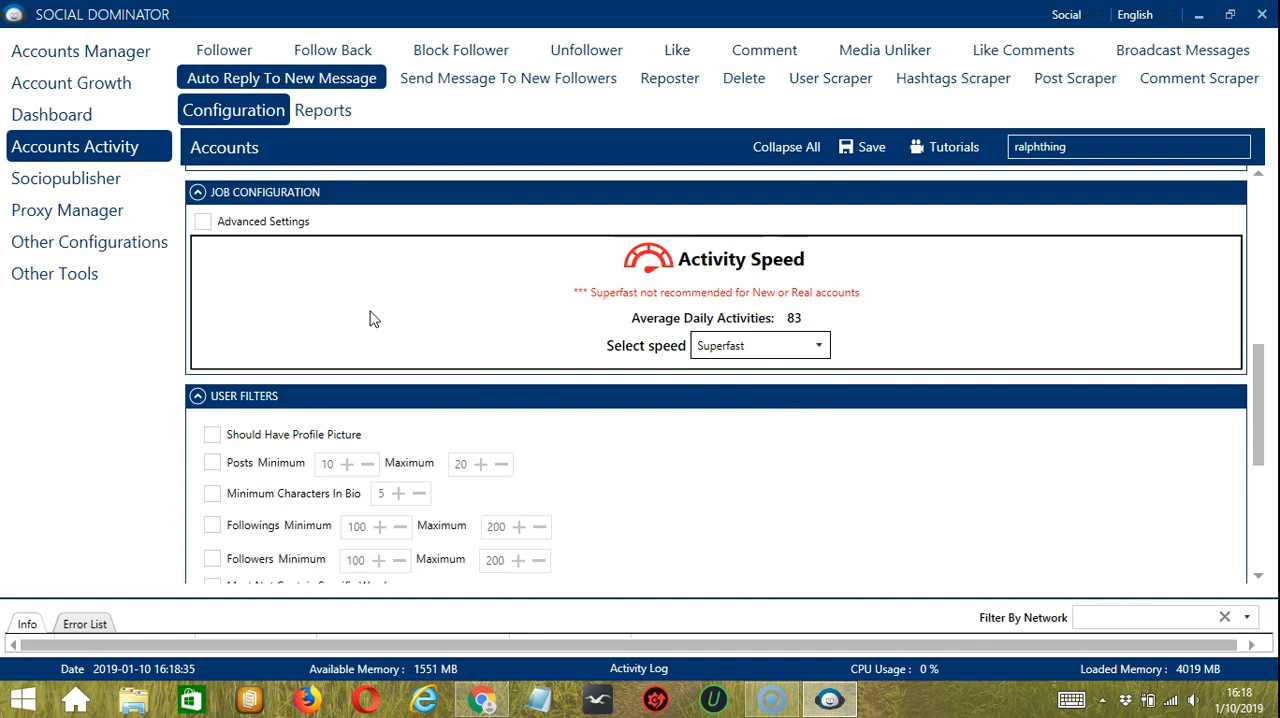 SOCIAL DOMINATOR Social English
Accounts Manager Follower Follow Back Block Follower Unfollower Like Comment Media Unliker Like Comments Broadcast Messages
Account Growth Auto Reply To New Message Send Message To New Followers Reposter Delete User Scraper Hashtags Scraper Post Scraper Comment Scraper
Dashboard Configuration Reports
Accounts Activity Accounts Collapse All Save Tutorials ralphthing
Sociopublisher JOB CONFIGURATION
Proxy Manager Advanced Settings
Other Configurations Activity Speed
Other Tools *** Superfast not recommended for New or Real accounts
Average Daily Activities: 83
Select speed Superfast
USER FILTERS
Should Have Profile Picture
Posts Minimum 10 + — Maximum 20 + —
Minimum Characters In Bio 5 + —
Followings Minimum 100 + — Maximum 200 + —
Followers Minimum 100 + — Maximum 200 + —
Info Error List Filter By Network
Date 2019-01-10 16:18:35 Available Memory : 1551 MB Activity Log CPU Usage : 0 % Loaded Memory : 4019 MB
16:18
1/10/2019